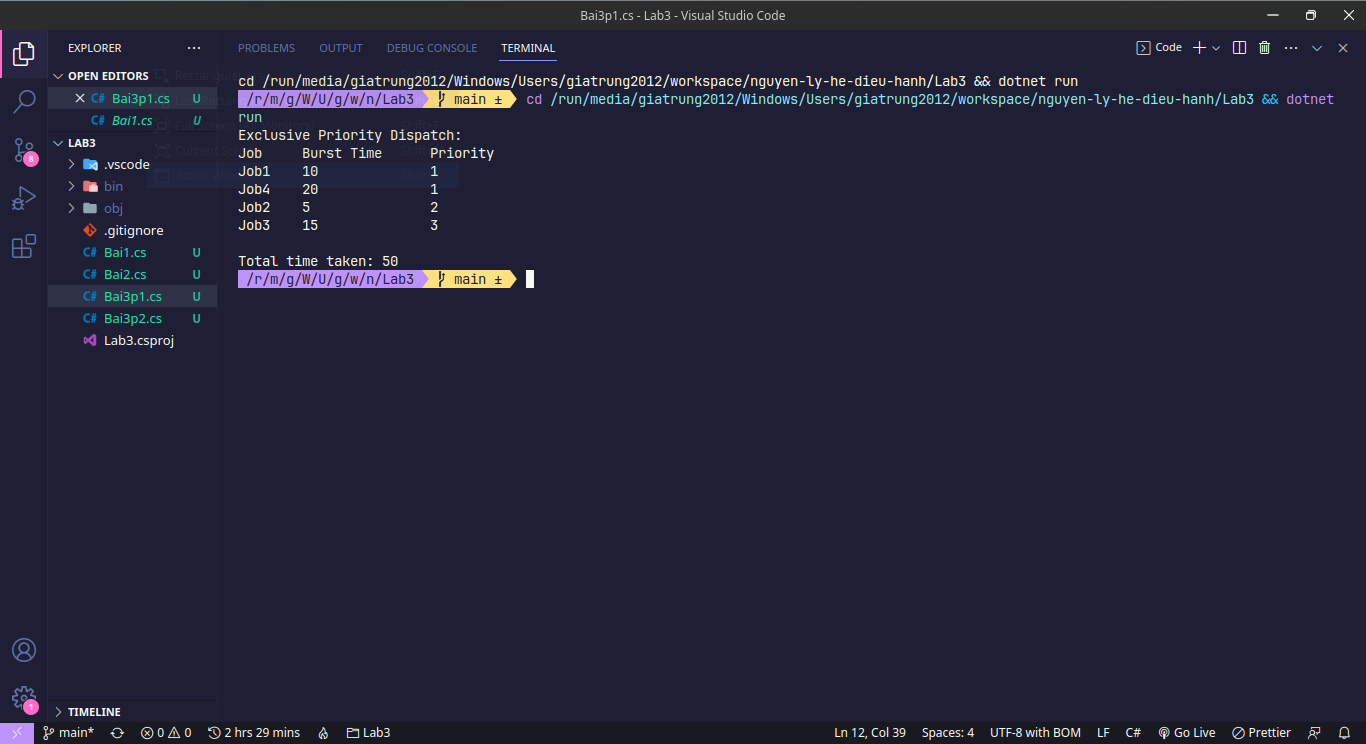 Bai3p1.cs - Lab3 - Visual Studio Code
EXPLORER
PROBLEMS OUTPUT DEBUG CONSOLE TERMINAL
Code
OPEN EDITORS
C# Bai3p1.cs U
C# Bai1.cs U
LAB3
.vscode
bin
obj
.gitignore
C# Bai1.cs U
C# Bai2.cs U
C# Bai3p1.cs U
C# Bai3p2.cs U
Lab3.csproj
TIMELINE
8
1
cd /run/media/giatrung2012/Windows/Users/giatrung2012/workspace/nguyen-ly-he-dieu-hanh/Lab3 && dotnet run
/r/m/g/W/U/g/w/n/Lab3 main ± cd /run/media/giatrung2012/Windows/Users/giatrung2012/workspace/nguyen-ly-he-dieu-hanh/Lab3 && dotnet
run
Exclusive Priority Dispatch:
Job Burst Time Priority
Job1 10 1
Job4 20 1
Job2 5 2
Job3 15 3
Total time taken: 50
/r/m/g/W/U/g/w/n/Lab3 main ±
main* 0 0 2 hrs 29 mins Lab3 Ln 12, Col 39 Spaces: 4 UTF-8 with BOM LF C# Go Live Prettier